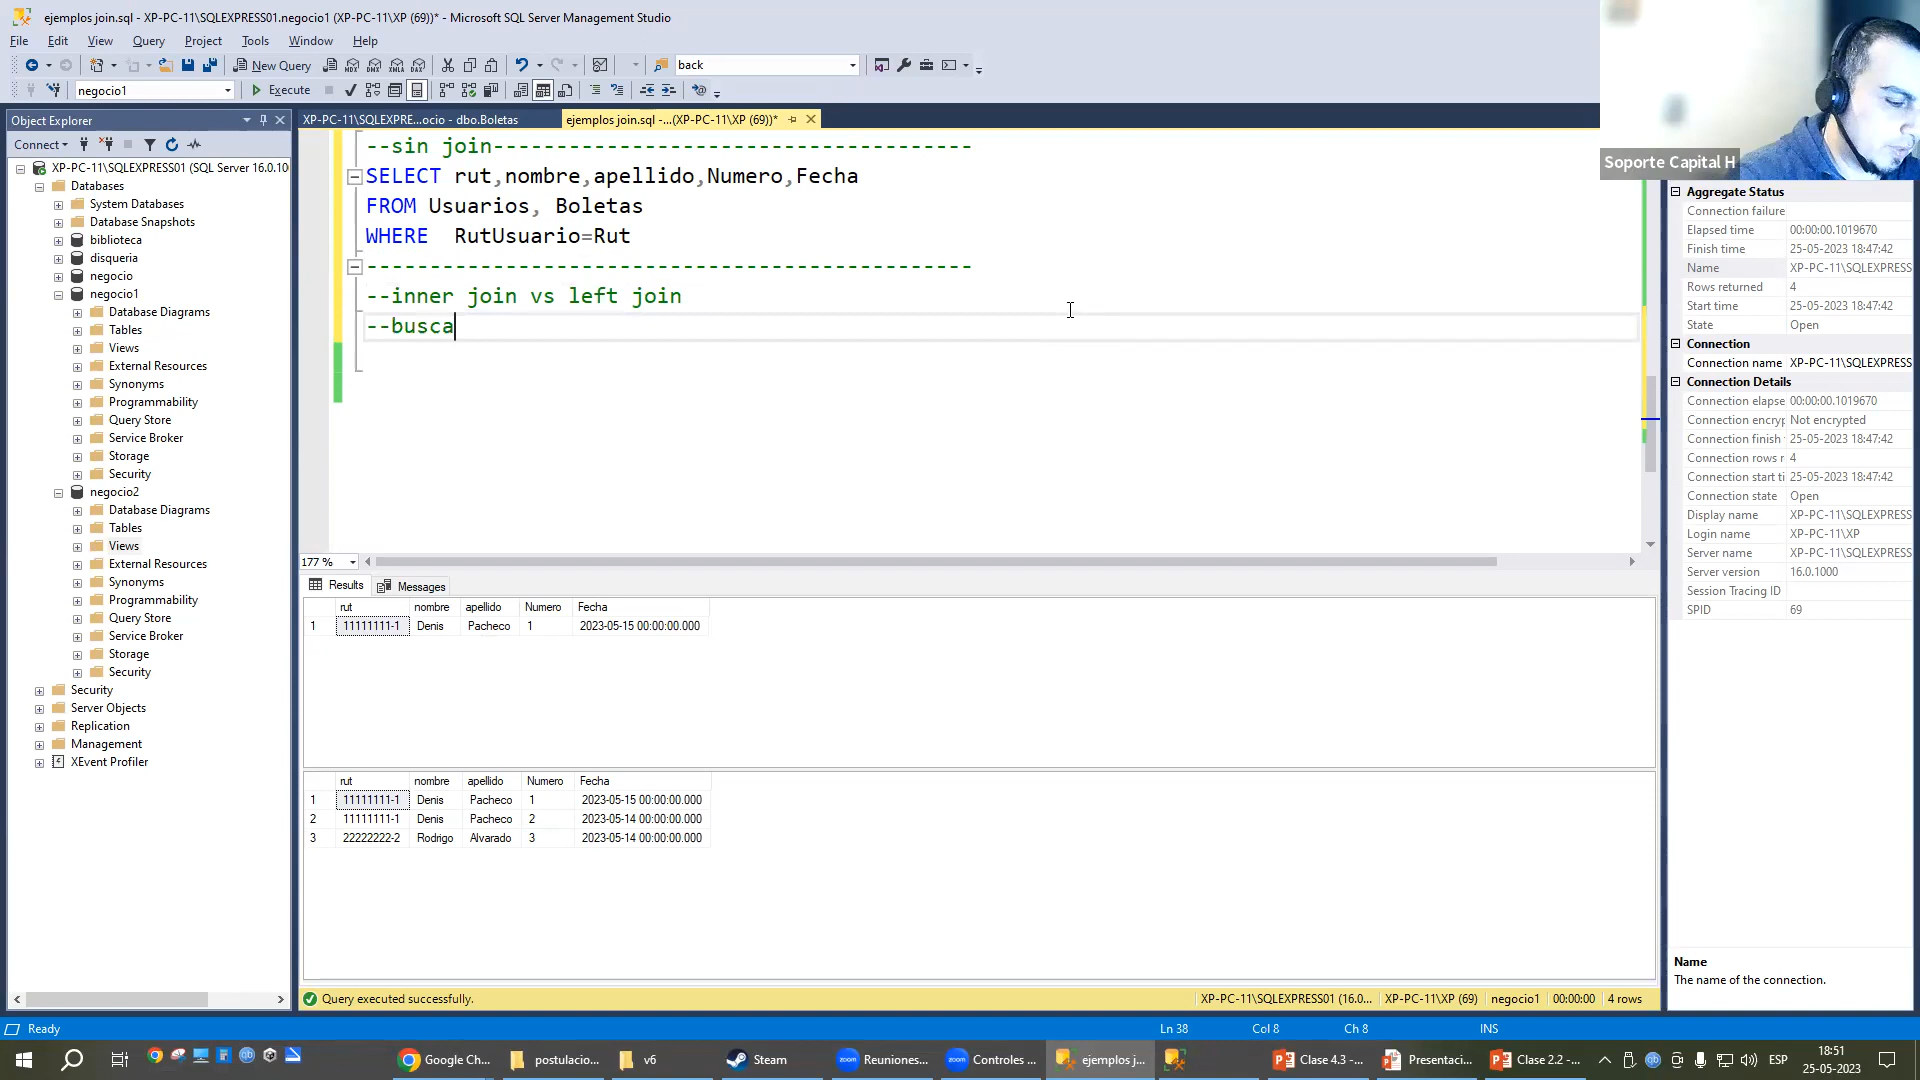 ejemplos join.sql - XP-PC-11\SQLEXPRESS01.negocio1 (XP-PC-11\XP (69))* - Microsoft SQL Server Management Studio
File Edit View Query Project Tools Window Help
New Query MDX DMX XMLA DAX back
negocio1 Execute
Object Explorer
XP-PC-11\SQLEXPRE...ocio - dbo.Boletas
ejemplos join.sql -...(XP-PC-11\XP (69))*
Connect
XP-PC-11\SQLEXPRESS01 (SQL Server 16.0.10
Databases
System Databases
Database Snapshots
biblioteca
disqueria
negocio
negocio1
Database Diagrams
Tables
Views
External Resources
Synonyms
Programmability
Query Store
Service Broker
Storage
Security
negocio2
Database Diagrams
Tables
Views
External Resources
Synonyms
Programmability
Query Store
Service Broker
Storage
Security
Security
Server Objects
Replication
Management
XEvent Profiler
--sin join--------------------------------------
SELECT rut,nombre,apellido,Numero,Fecha
FROM Usuarios, Boletas
WHERE  RutUsuario=Rut
------------------------------------------------
--inner join vs left join
--busca
177 %
Results Messages
rut nombre apellido Numero Fecha
1 11111111-1 Denis Pacheco 1 2023-05-15 00:00:00.000
rut nombre apellido Numero Fecha
1 11111111-1 Denis Pacheco 1 2023-05-15 00:00:00.000
2 11111111-1 Denis Pacheco 2 2023-05-14 00:00:00.000
3 22222222-2 Rodrigo Alvarado 3 2023-05-14 00:00:00.000
Query executed successfully. XP-PC-11\SQLEXPRESS01 (16.0... XP-PC-11\XP (69) negocio1 00:00:00 4 rows
Soporte Capital H
Aggregate Status
Connection failure
Elapsed time 00:00:00.1019670
Finish time 25-05-2023 18:47:42
Name XP-PC-11\SQLEXPRESS
Rows returned 4
Start time 25-05-2023 18:47:42
State Open
Connection
Connection name XP-PC-11\SQLEXPRESS
Connection Details
Connection elapse 00:00:00.1019670
Connection encryp Not encrypted
Connection finish 25-05-2023 18:47:42
Connection rows r 4
Connection start ti 25-05-2023 18:47:42
Connection state Open
Display name XP-PC-11\SQLEXPRESS
Login name XP-PC-11\XP
Server name XP-PC-11\SQLEXPRESS
Server version 16.0.1000
Session Tracing ID
SPID 69
Name
The name of the connection.
Ready Ln 38 Col 8 Ch 8 INS
Google Ch... postulacio... v6 Steam zoom Reuniones... zoom Controles ... ejemplos j... Clase 4.3 -... Presentaci... Clase 2.2 -... ESP 18:51
25-05-2023